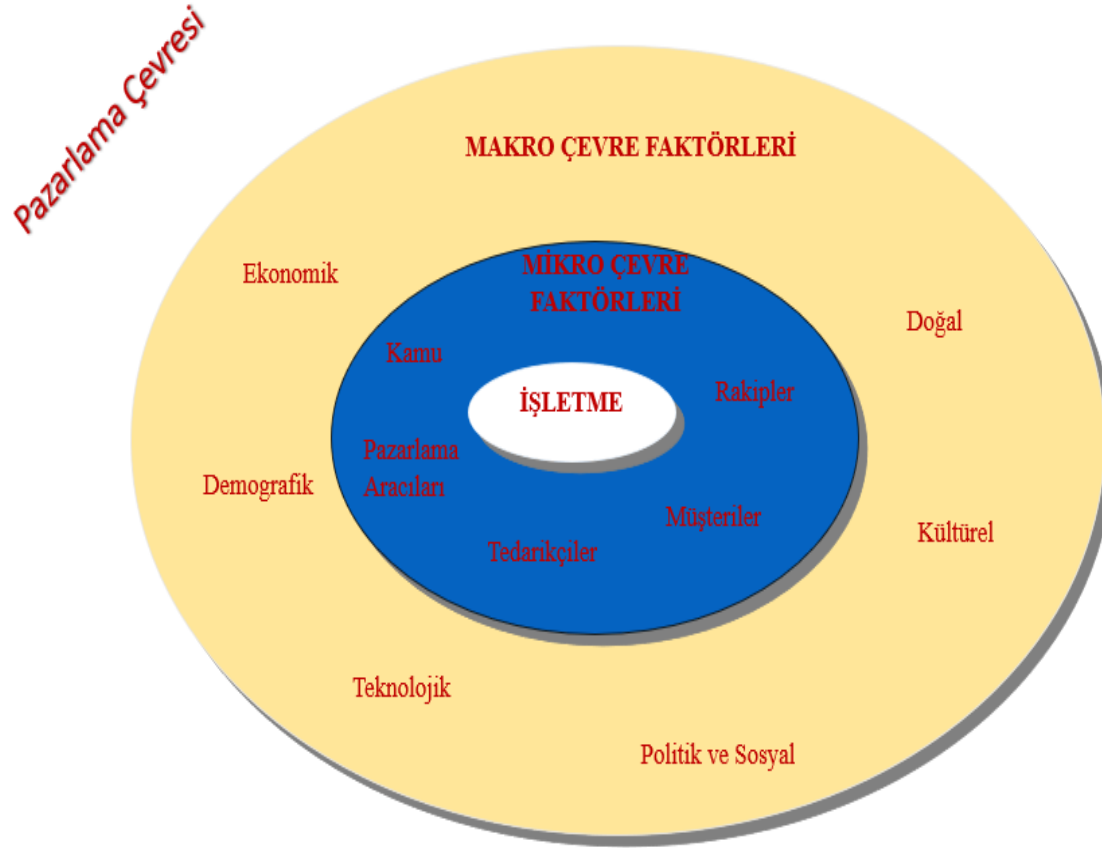 Pazarlama Çevresi
MAKRO ÇEVRE FAKTÖRLERİ
Ekonomik
MİKRO ÇEVRE
FAKTÖRLERİ
Doğal
Kamu
Rakipler
İŞLETME
Pazarlama
Aracıları
Demografik
Müşteriler
Kültürel
Tedarikçiler
Teknolojik
Politik ve Sosyal